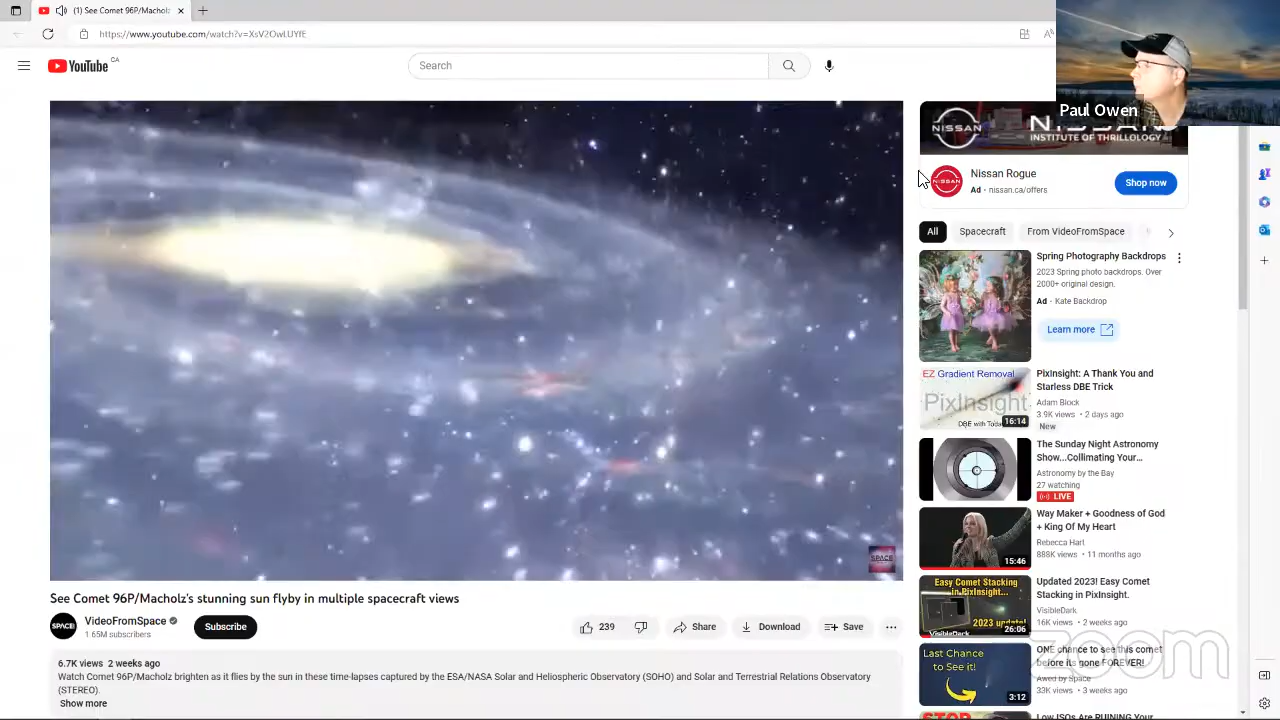 (1) See Comet 96P/Macholz
https://www.youtube.com/watch?v=XsV2OwLUYfE
YouTube CA
Search
Paul Owen
NISSAN
INSTITUTE OF THRILLOLOGY
Nissan Rogue
Ad · nissan.ca/offers
Shop now
All
Spacecraft
From VideoFromSpace
Spring Photography Backdrops
2023 Spring photo backdrops. Over
2000+ original design.
Ad · Kate Backdrop
Learn more
EZ Gradient Removal
PixInsight
DBE with Toda
16:14
PixInsight: A Thank You and
Starless DBE Trick
Adam Block
3.9K views • 2 days ago
New
The Sunday Night Astronomy
Show...Collimating Your...
Astronomy by the Bay
27 watching
LIVE
15:46
Way Maker + Goodness of God
+ King Of My Heart
Rebecca Hart
888K views • 11 months ago
Easy Comet Stacking
in PixInsight...
2023 update!
VisibleDark
26:06
Updated 2023! Easy Comet
Stacking in PixInsight.
VisibleDark
16K views • 2 weeks ago
Last Chance
to See it!
3:12
ONE chance to see this comet
before its gone FOREVER!
Awed by Space
33K views • 3 weeks ago
STOP
Low ISOs Are RUINING Your
zoom
SPACE
See Comet 96P/Macholz's stunning sun flyby in multiple spacecraft views
SPACE
VideoFromSpace
1.65M subscribers
Subscribe
239
Share
Download
Save
6.7K views 2 weeks ago
Watch Comet 96P/Macholz brighten as it flies by the sun in these time-lapses captured by the ESA/NASA Solar and Heliospheric Observatory (SOHO) and Solar and Terrestrial Relations Observatory
(STEREO).
Show more